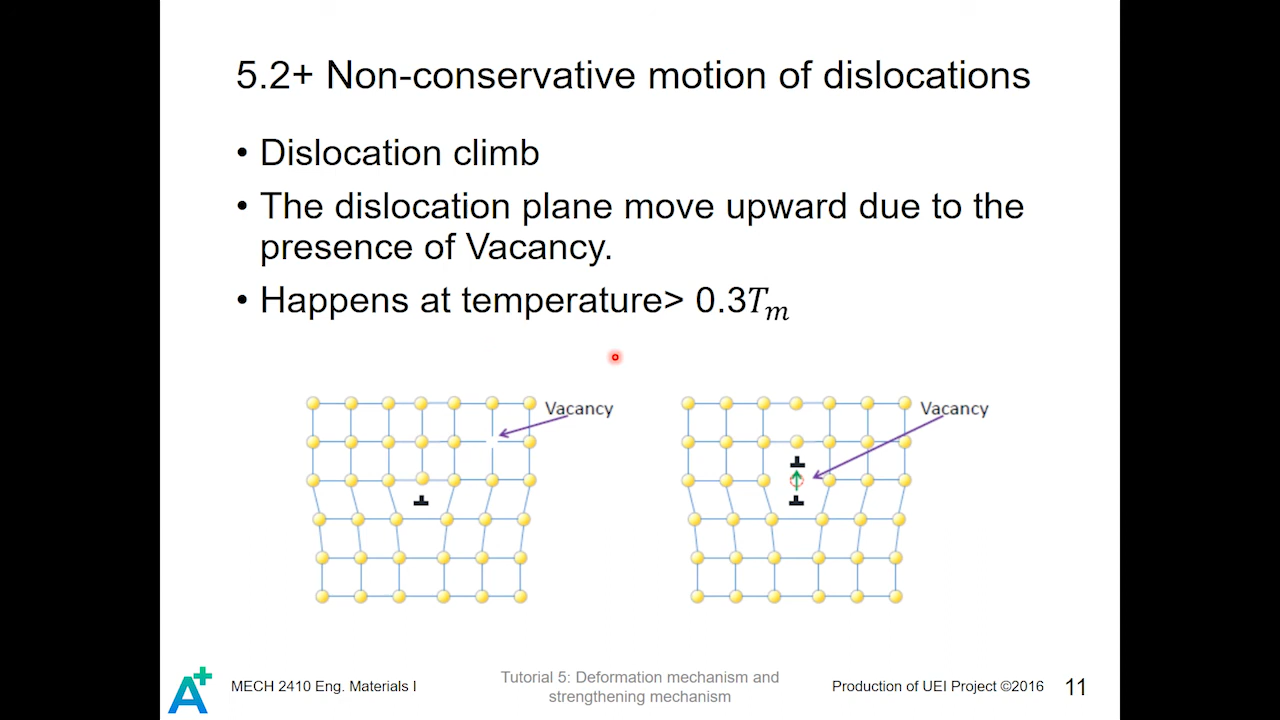 5.2+ Non-conservative motion of dislocations
• Dislocation climb
• The dislocation plane move upward due to the
presence of Vacancy.
• Happens at temperature> 0.3𝑇𝑚
Vacancy
Vacancy
A+
MECH 2410 Eng. Materials I
Tutorial 5: Deformation mechanism and
strengthening mechanism
Production of UEI Project ©2016
11